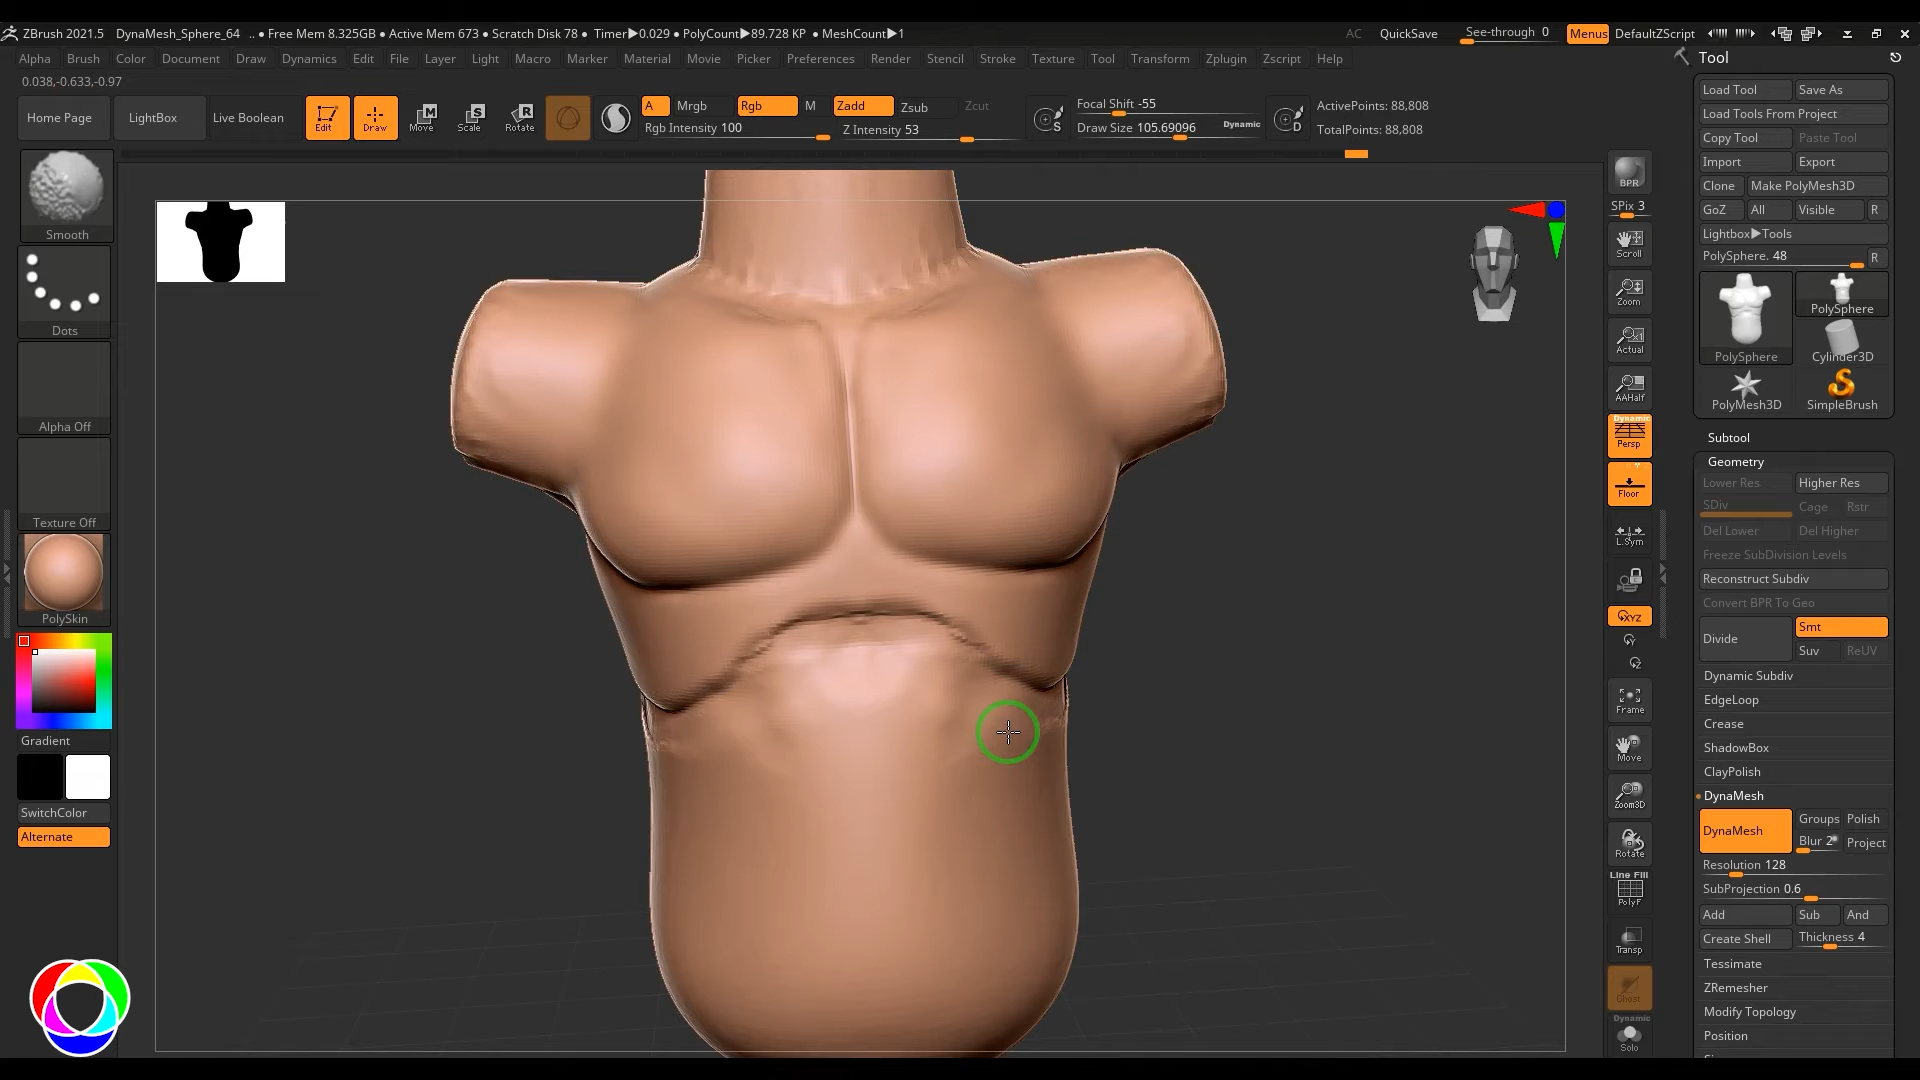 ZBrush 2021.5 DynaMesh_Sphere_64 .. ● Free Mem 8.325GB ● Active Mem 673 ● Scratch Disk 78 ● Timer▶0.029 ● PolyCount▶89.728 KP ● MeshCount▶1 AC QuickSave See-through 0 Menus DefaultZScript
Alpha Brush Color Document Draw Dynamics Edit File Layer Light Macro Marker Material Movie Picker Preferences Render Stencil Stroke Texture Tool Transform Zplugin Zscript Help
0.038,-0.633,-0.97
Home Page LightBox Live Boolean Edit Draw Move Scale Rotate
A Mrgb Rgb M Zadd Zsub Zcut
Rgb Intensity 100 Z Intensity 53
S
Focal Shift -55
Draw Size 105.69096 Dynamic
D
ActivePoints: 88,808
TotalPoints: 88,808
Smooth
Dots
Alpha Off
Texture Off
PolySkin
Gradient
SwitchColor
Alternate
BPR
SPix 3
Scroll
Zoom
Actual
AAHalf
Dynamic
Persp
Floor
L.Sym
XYZ
Y
Z
Frame
Move
Zoom3D
Rotate
Line Fill
PolyF
Transp
Ghost
Dynamic
Solo
Tool
Load Tool Save As
Load Tools From Project
Copy Tool Paste Tool
Import Export
Clone Make PolyMesh3D
GoZ All Visible R
Lightbox▶Tools
PolySphere. 48 R
PolySphere PolySphere
Cylinder3D
PolyMesh3D SimpleBrush
Subtool
Geometry
Lower Res Higher Res
SDiv Cage Rstr
Del Lower Del Higher
Freeze SubDivision Levels
Reconstruct Subdiv
Convert BPR To Geo
Divide Smt
Suv ReUV
Dynamic Subdiv
EdgeLoop
Crease
ShadowBox
ClayPolish
DynaMesh
DynaMesh Groups Polish
Blur 2 Project
Resolution 128
SubProjection 0.6
Add Sub And
Create Shell Thickness 4
Tessimate
ZRemesher
Modify Topology
Position